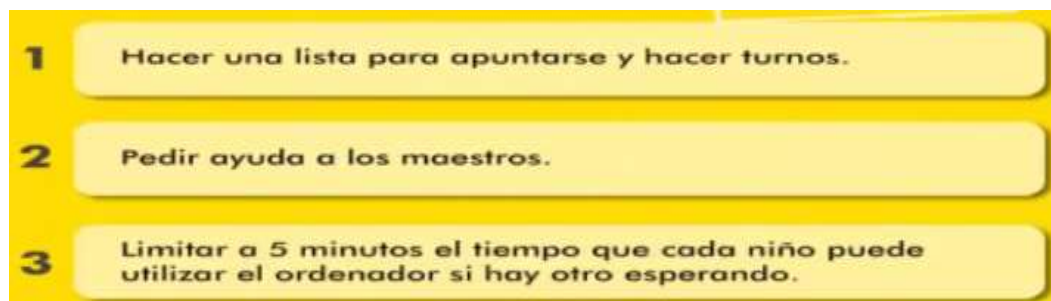 1 Hacer una lista para apuntarse y hacer turnos.
2 Pedir ayuda a los maestros.
3 Limitar a 5 minutos el tiempo que cada niño puede
utilizar el ordenador si hay otro esperando.